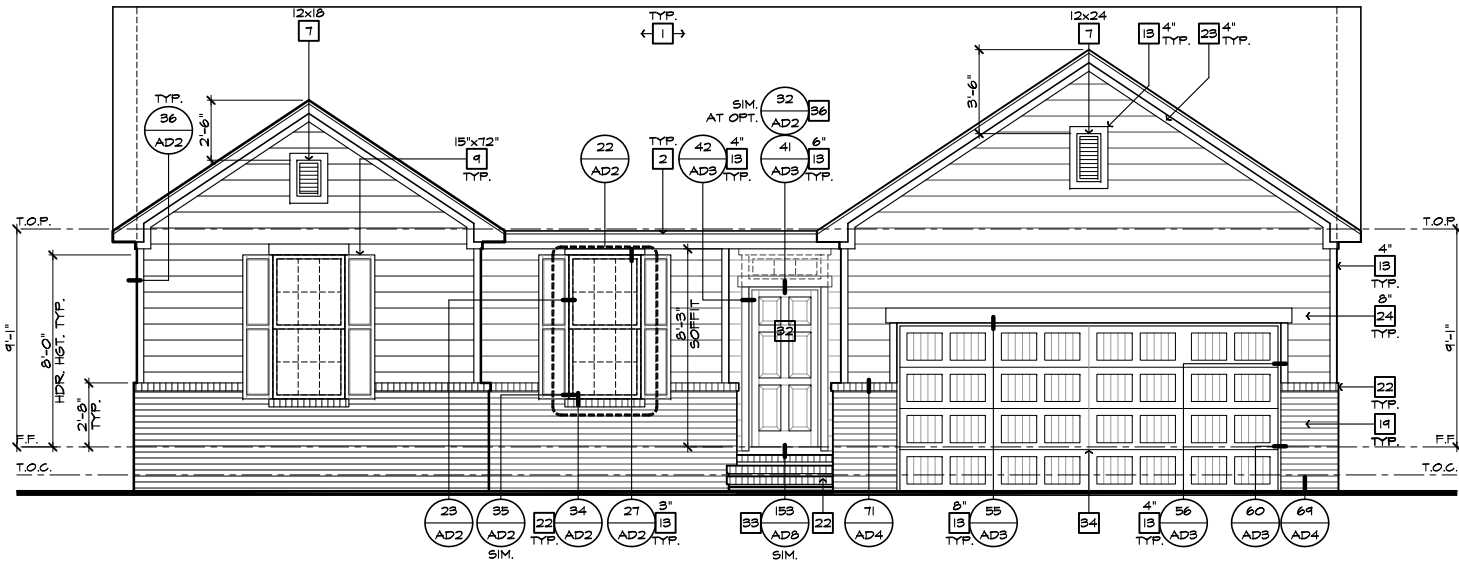 12x18
7
TYP.
1
12x24
7
13 4"
TYP.
23 4"
TYP.
TYP.
36
AD2
2'-6"
15"x72"
9
TYP.
22
AD2
TYP.
2
42
AD3
4"
13
TYP.
SIM.
AT OPT.
32
AD2
36
41
AD3
6"
13
TYP.
3'-6"
T.O.P.
T.O.P.
9'-1"
8'-0"
HDR. HGT. TYP.
2'-8"
TYP.
8'-3"
SOFFIT
32
4"
13
TYP.
8"
24
TYP.
9'-1"
22
TYP.
19
TYP.
F.F.
F.F.
T.O.C.
T.O.C.
23
AD2
35
AD2
SIM.
22
TYP.
34
AD2
27
AD2
3"
13
TYP.
33
153
AD8
SIM.
22
71
AD4
8"
13
TYP.
55
AD3
34
4"
13
TYP.
56
AD3
60
AD3
69
AD4